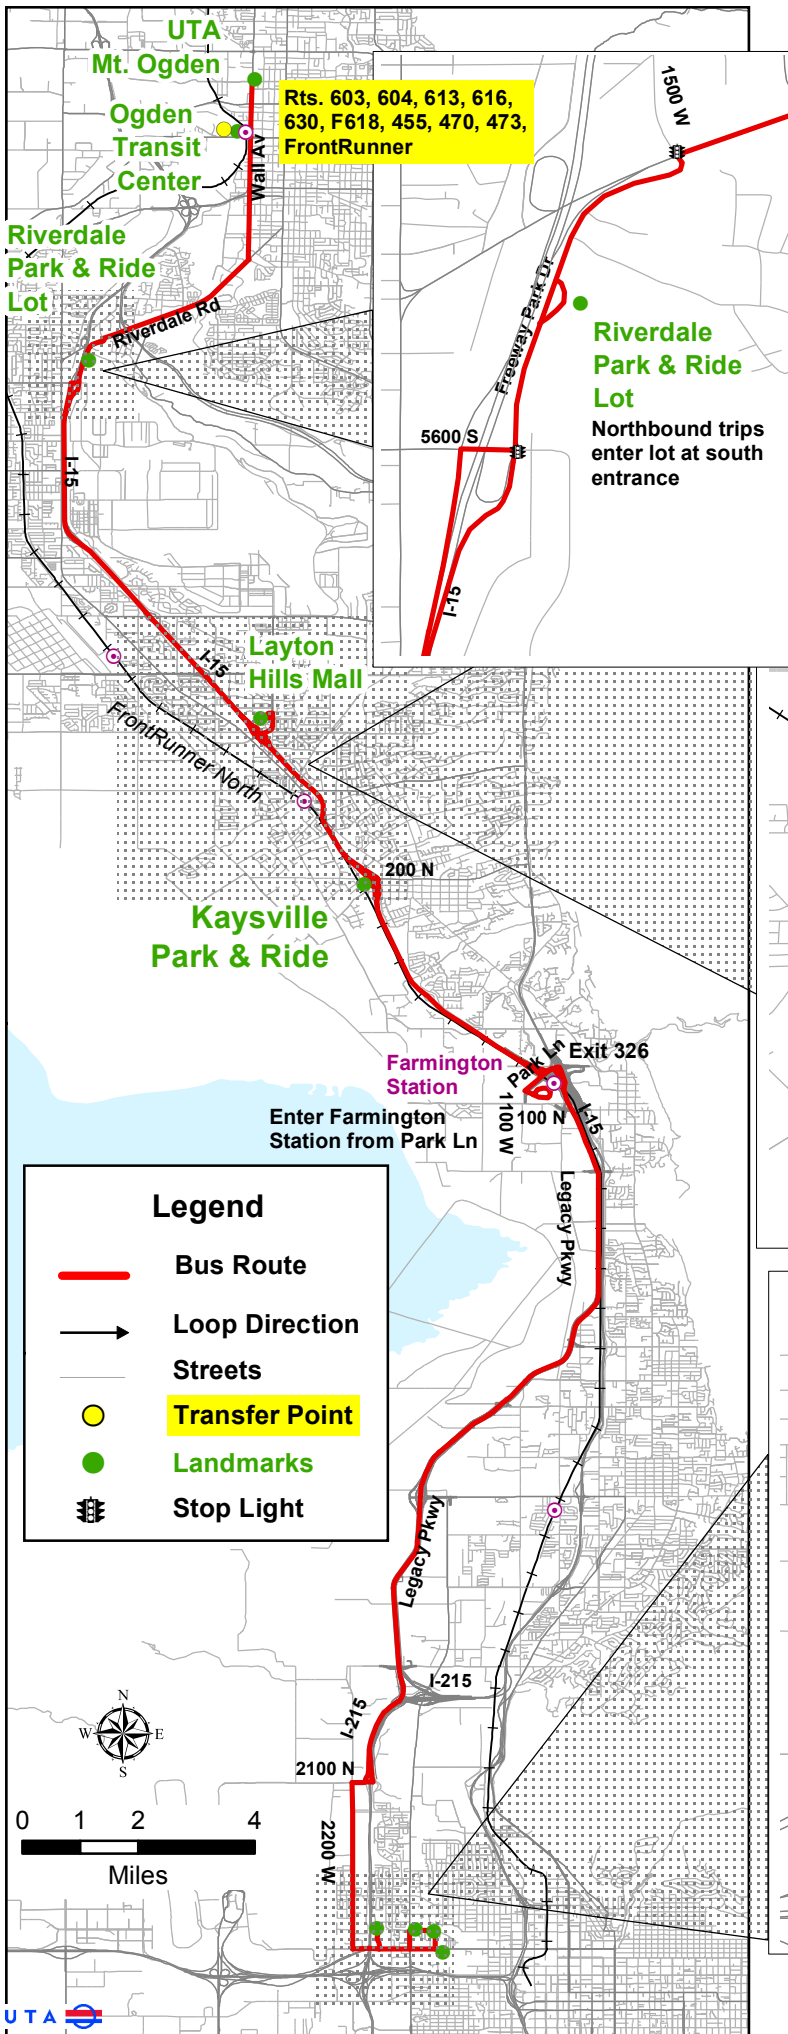 UTA
Mt. Ogden
Ogden
Transit
Center
Rts. 603, 604, 613, 616,
630, F618, 455, 470, 473,
FrontRunner
Wall Av
Riverdale
Park & Ride
Lot
Riverdale Rd
I-15
1500 W
Freeway Park Dr
Riverdale
Park & Ride
Lot
Northbound trips
enter lot at south
entrance
5600 S
I-15
Layton
Hills Mall
I-15
FrontRunner North
200 N
Kaysville
Park & Ride
Farmington
Station
Park Ln
Exit 326
1100 W
100 N
I-15
Enter Farmington
Station from Park Ln
Legacy Pkwy
Legend
Bus Route
Loop Direction
Streets
Transfer Point
Landmarks
Stop Light
Legacy Pkwy
I-215
I-215
N
W
E
S
2100 N
2200 W
0 1 2 4
Miles
UTA